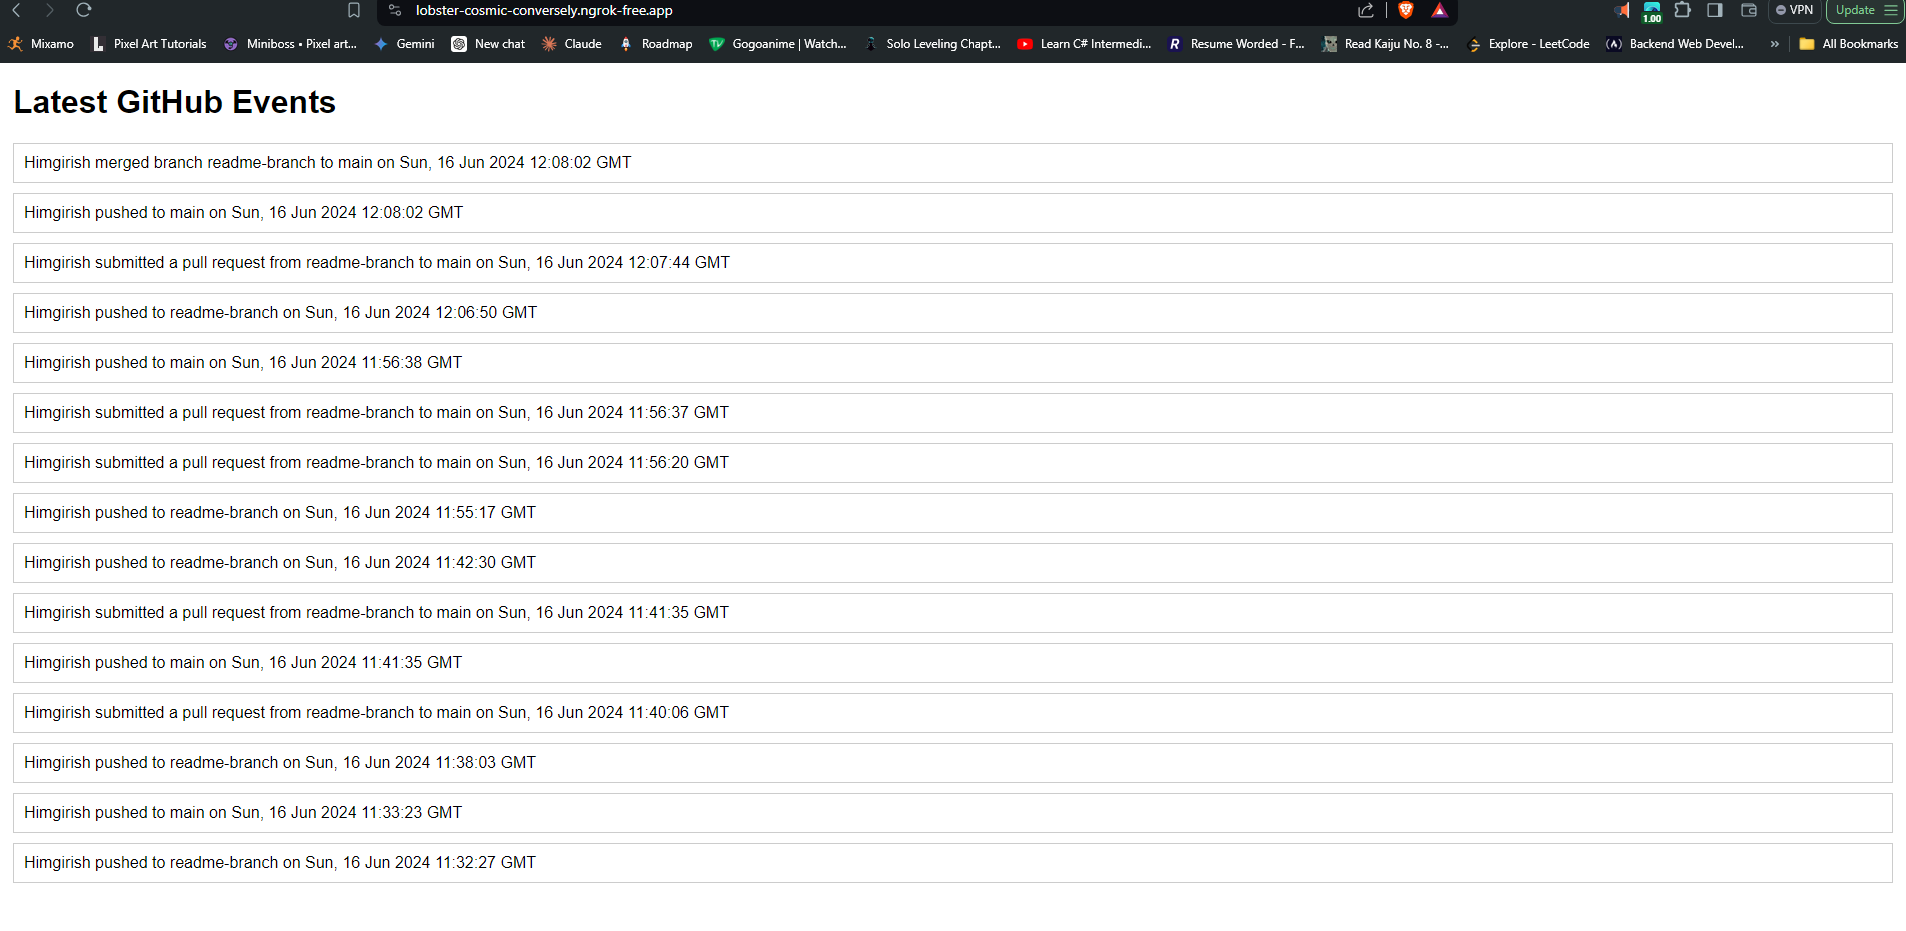 lobster-cosmic-conversely.ngrok-free.app 1.00 VPN Update
Mixamo Pixel Art Tutorials Miniboss • Pixel art... Gemini New chat Claude Roadmap Gogoanime | Watch... Solo Leveling Chapt... Learn C# Intermedi... Resume Worded - F... Read Kaiju No. 8 -... Explore - LeetCode Backend Web Devel... » All Bookmarks
Latest GitHub Events
Himgirish merged branch readme-branch to main on Sun, 16 Jun 2024 12:08:02 GMT
Himgirish pushed to main on Sun, 16 Jun 2024 12:08:02 GMT
Himgirish submitted a pull request from readme-branch to main on Sun, 16 Jun 2024 12:07:44 GMT
Himgirish pushed to readme-branch on Sun, 16 Jun 2024 12:06:50 GMT
Himgirish pushed to main on Sun, 16 Jun 2024 11:56:38 GMT
Himgirish submitted a pull request from readme-branch to main on Sun, 16 Jun 2024 11:56:37 GMT
Himgirish submitted a pull request from readme-branch to main on Sun, 16 Jun 2024 11:56:20 GMT
Himgirish pushed to readme-branch on Sun, 16 Jun 2024 11:55:17 GMT
Himgirish pushed to readme-branch on Sun, 16 Jun 2024 11:42:30 GMT
Himgirish submitted a pull request from readme-branch to main on Sun, 16 Jun 2024 11:41:35 GMT
Himgirish pushed to main on Sun, 16 Jun 2024 11:41:35 GMT
Himgirish submitted a pull request from readme-branch to main on Sun, 16 Jun 2024 11:40:06 GMT
Himgirish pushed to readme-branch on Sun, 16 Jun 2024 11:38:03 GMT
Himgirish pushed to main on Sun, 16 Jun 2024 11:33:23 GMT
Himgirish pushed to readme-branch on Sun, 16 Jun 2024 11:32:27 GMT